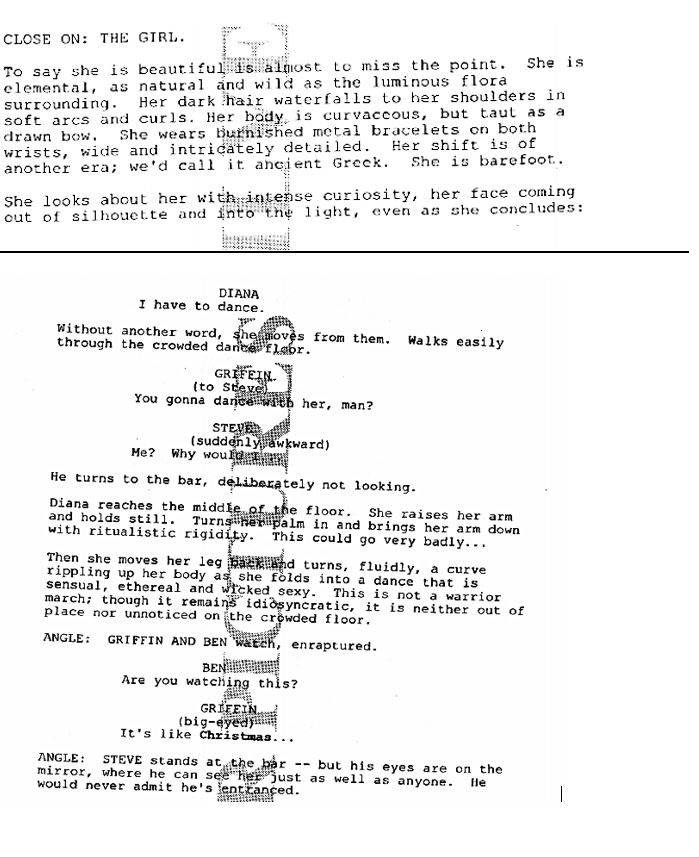 CLOSE ON: THE GIRL.
To say she is beautiful is almost to miss the point. She is
elemental, as natural and wild as the luminous flora
surrounding. Her dark hair waterfalls to her shoulders in
soft arcs and curls. Her body is curvaceous, but taut as a
drawn bow. She wears burnished metal bracelets on both
wrists, wide and intricately detailed. Her shift is of
another era; we'd call it ancient Greek. She is barefoot.
She looks about her with intense curiosity, her face coming
out of silhouette and into the light, even as she concludes:
DIANA
I have to dance.
Without another word, she moves from them. Walks easily
through the crowded dance floor.
GRIFFIN
(to Steve)
You gonna dance with her, man?
STEVE
(suddenly awkward)
Me? Why would I...
He turns to the bar, deliberately not looking.
Diana reaches the middle of the floor. She raises her arm
and holds still. Turns her palm in and brings her arm down
with ritualistic rigidity. This could go very badly...
Then she moves her leg back and turns, fluidly, a curve
rippling up her body as she folds into a dance that is
sensual, ethereal and wicked sexy. This is not a warrior
march; though it remains idiosyncratic, it is neither out of
place nor unnoticed on the crowded floor.
ANGLE: GRIFFIN AND BEN watch, enraptured.
BEN
Are you watching this?
GRIFFIN
(big-eyed)
It's like Christmas...
ANGLE: STEVE stands at the bar -- but his eyes are on the
mirror, where he can see her just as well as anyone. He
would never admit he's entranced.